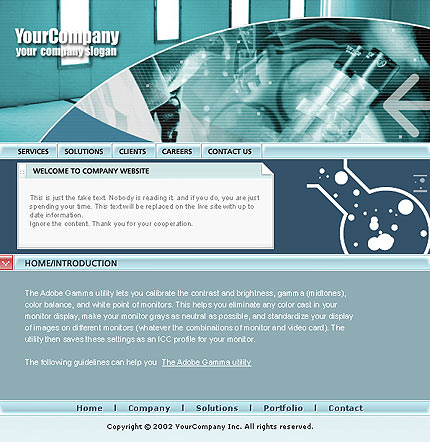 YourCompany
your company slogan
SERVICES SOLUTIONS CLIENTS CAREERS CONTACT US
WELCOME TO COMPANY WEBSITE
This is just the fake text. Nobody is reading it. and if you do, you are just
spending your time. This text will be replaced on the live site with up to
date information.
Ignore the content. Thank you for your cooperation.
HOME/INTRODUCTION
The Adobe Gamma utility lets you calibrate the contrast and brightness, gamma (midtones),
color balance, and white point of monitors. This helps you eliminate any color cast in your
monitor display, make your monitor grays as neutral as possible, and standardize your display
of images on different monitors (whatever the combinations of monitor and video card). The
utility then saves these settings as an ICC profile for your monitor.
The following guidelines can help you The Adobe Gamma utility
Home | Company | Solutions | Portfolio | Contact
Copyright © 2002 YourCompany Inc. All rights reserved.